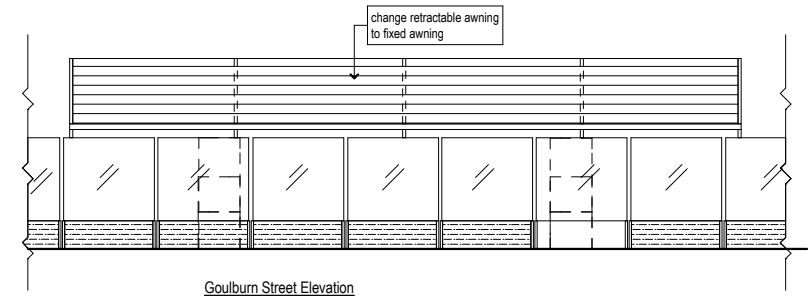 change retractable awning
to fixed awning
Goulburn Street Elevation